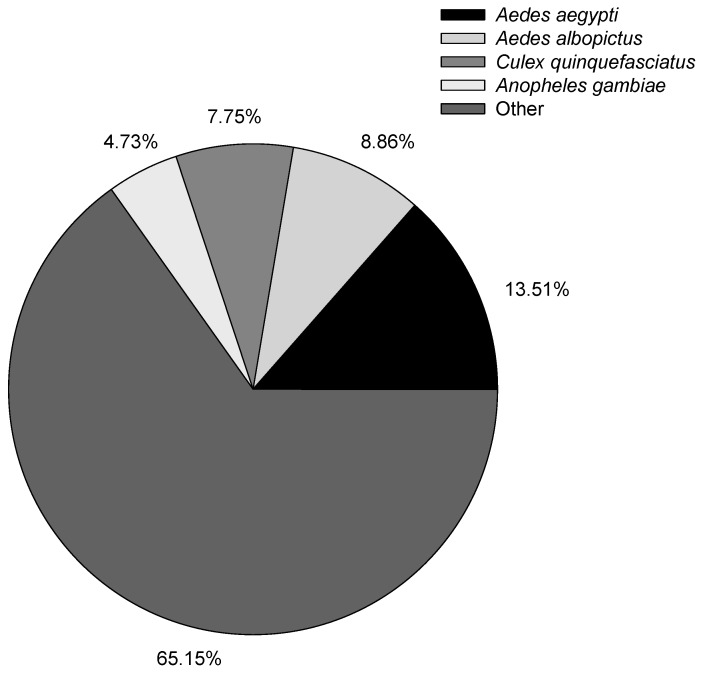 Aedes aegypti
Aedes albopictus
Culex quinquefasciatus
Anopheles gambiae
Other
7.75%
4.73%
8.86%
13.51%
65.15%